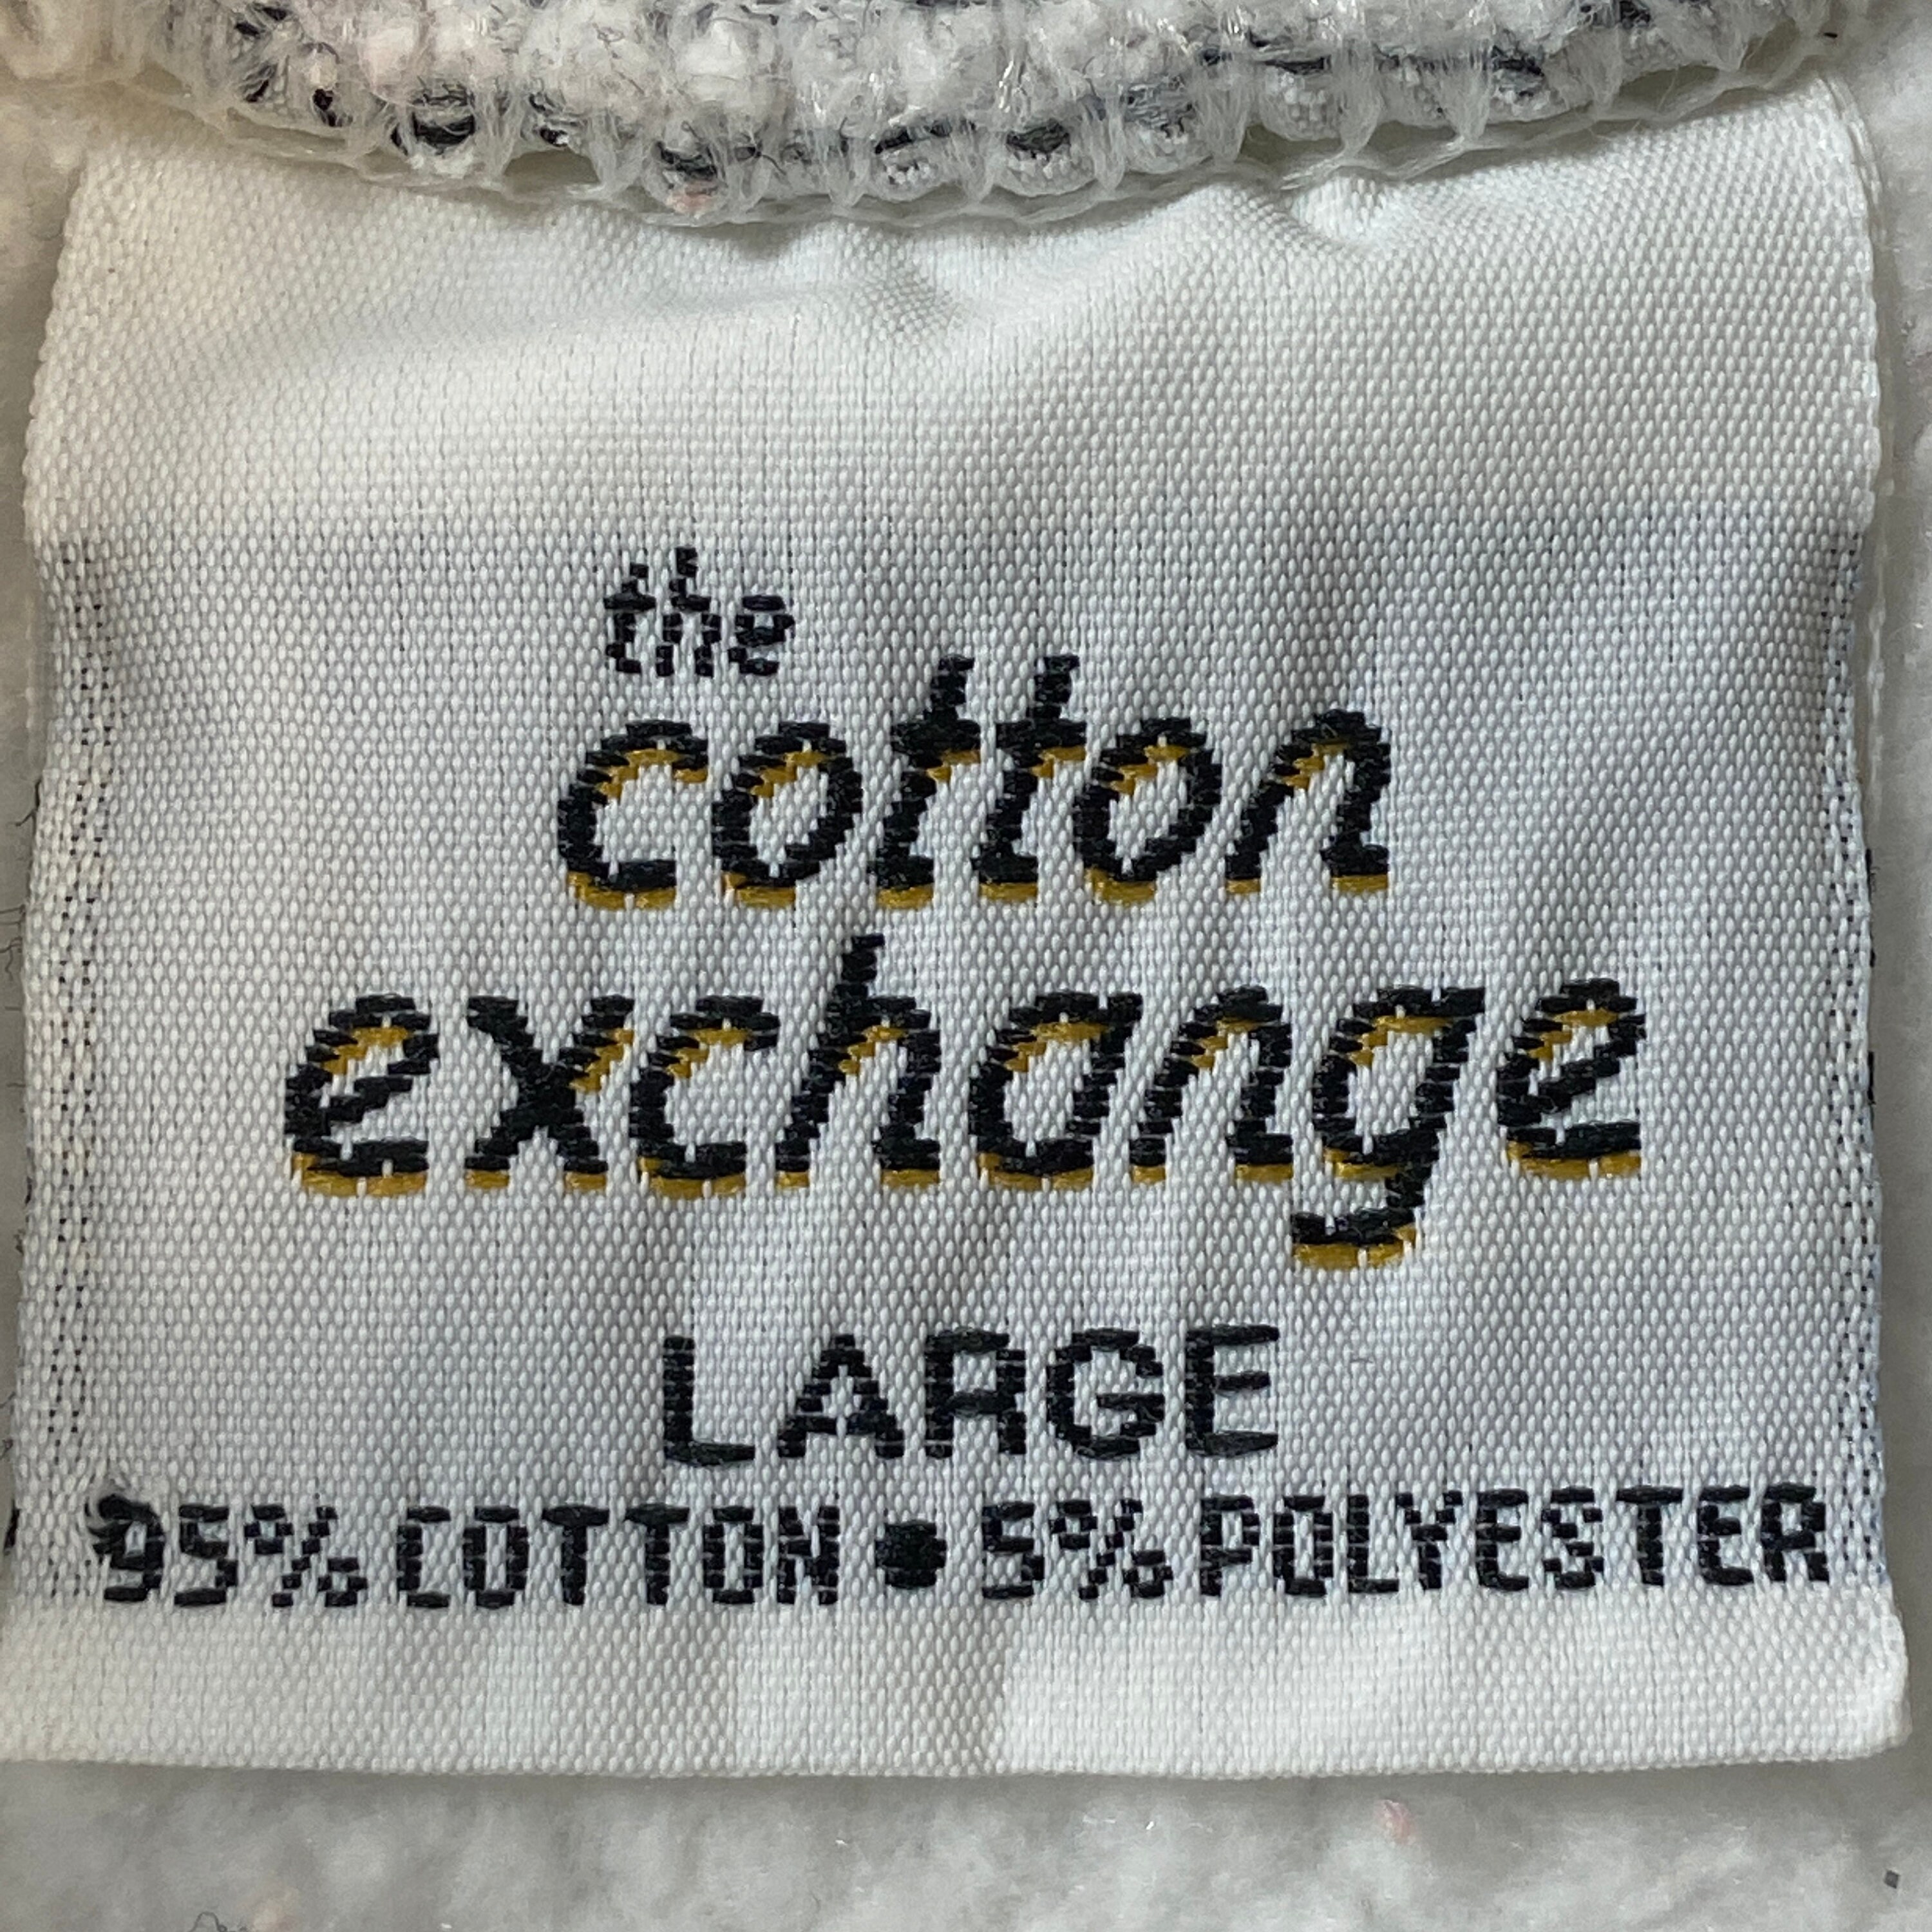 the
cotton
exchange
LARGE
95% COTTON ● 5% POLYESTER